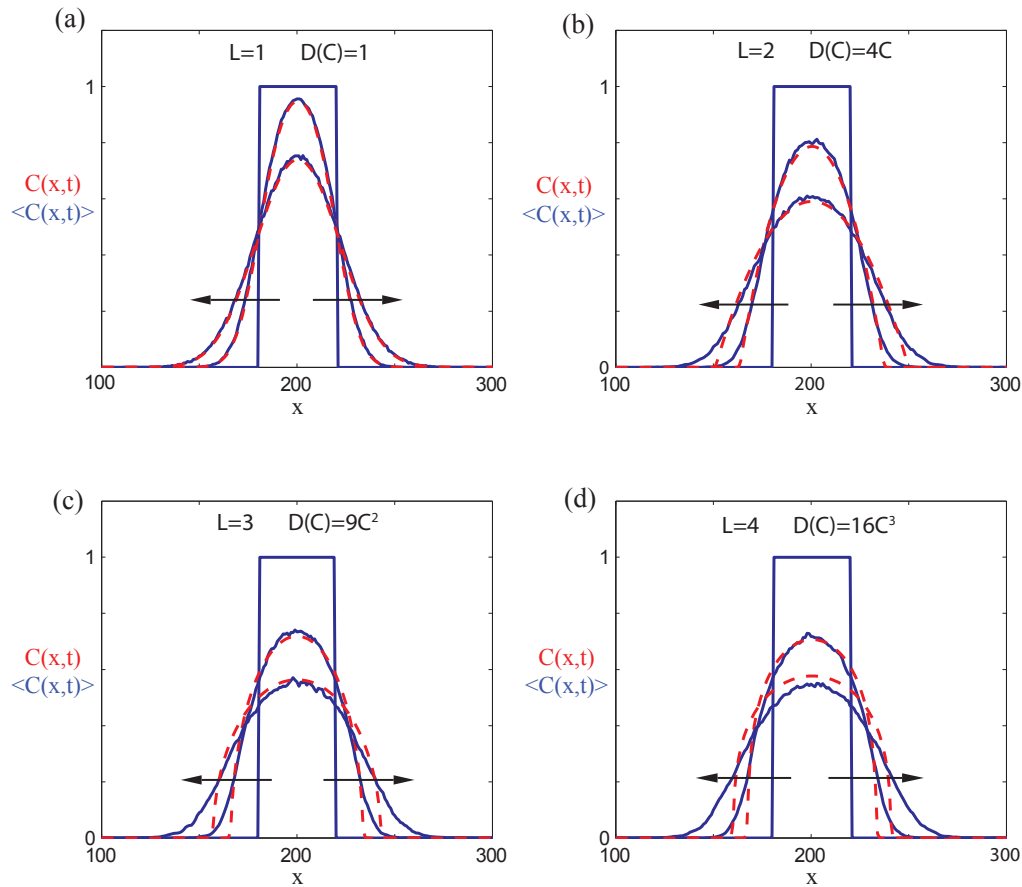 (a)
L=1 D(C)=1
1
C(x,t)
<C(x,t)>
0
100 200 300
x
(b)
L=2 D(C)=4C
1
C(x,t)
<C(x,t)>
0
100 200 300
x
(c)
L=3 D(C)=9C²
1
C(x,t)
<C(x,t)>
0
100 200 300
x
(d)
L=4 D(C)=16C³
1
C(x,t)
<C(x,t)>
0
100 200 300
x